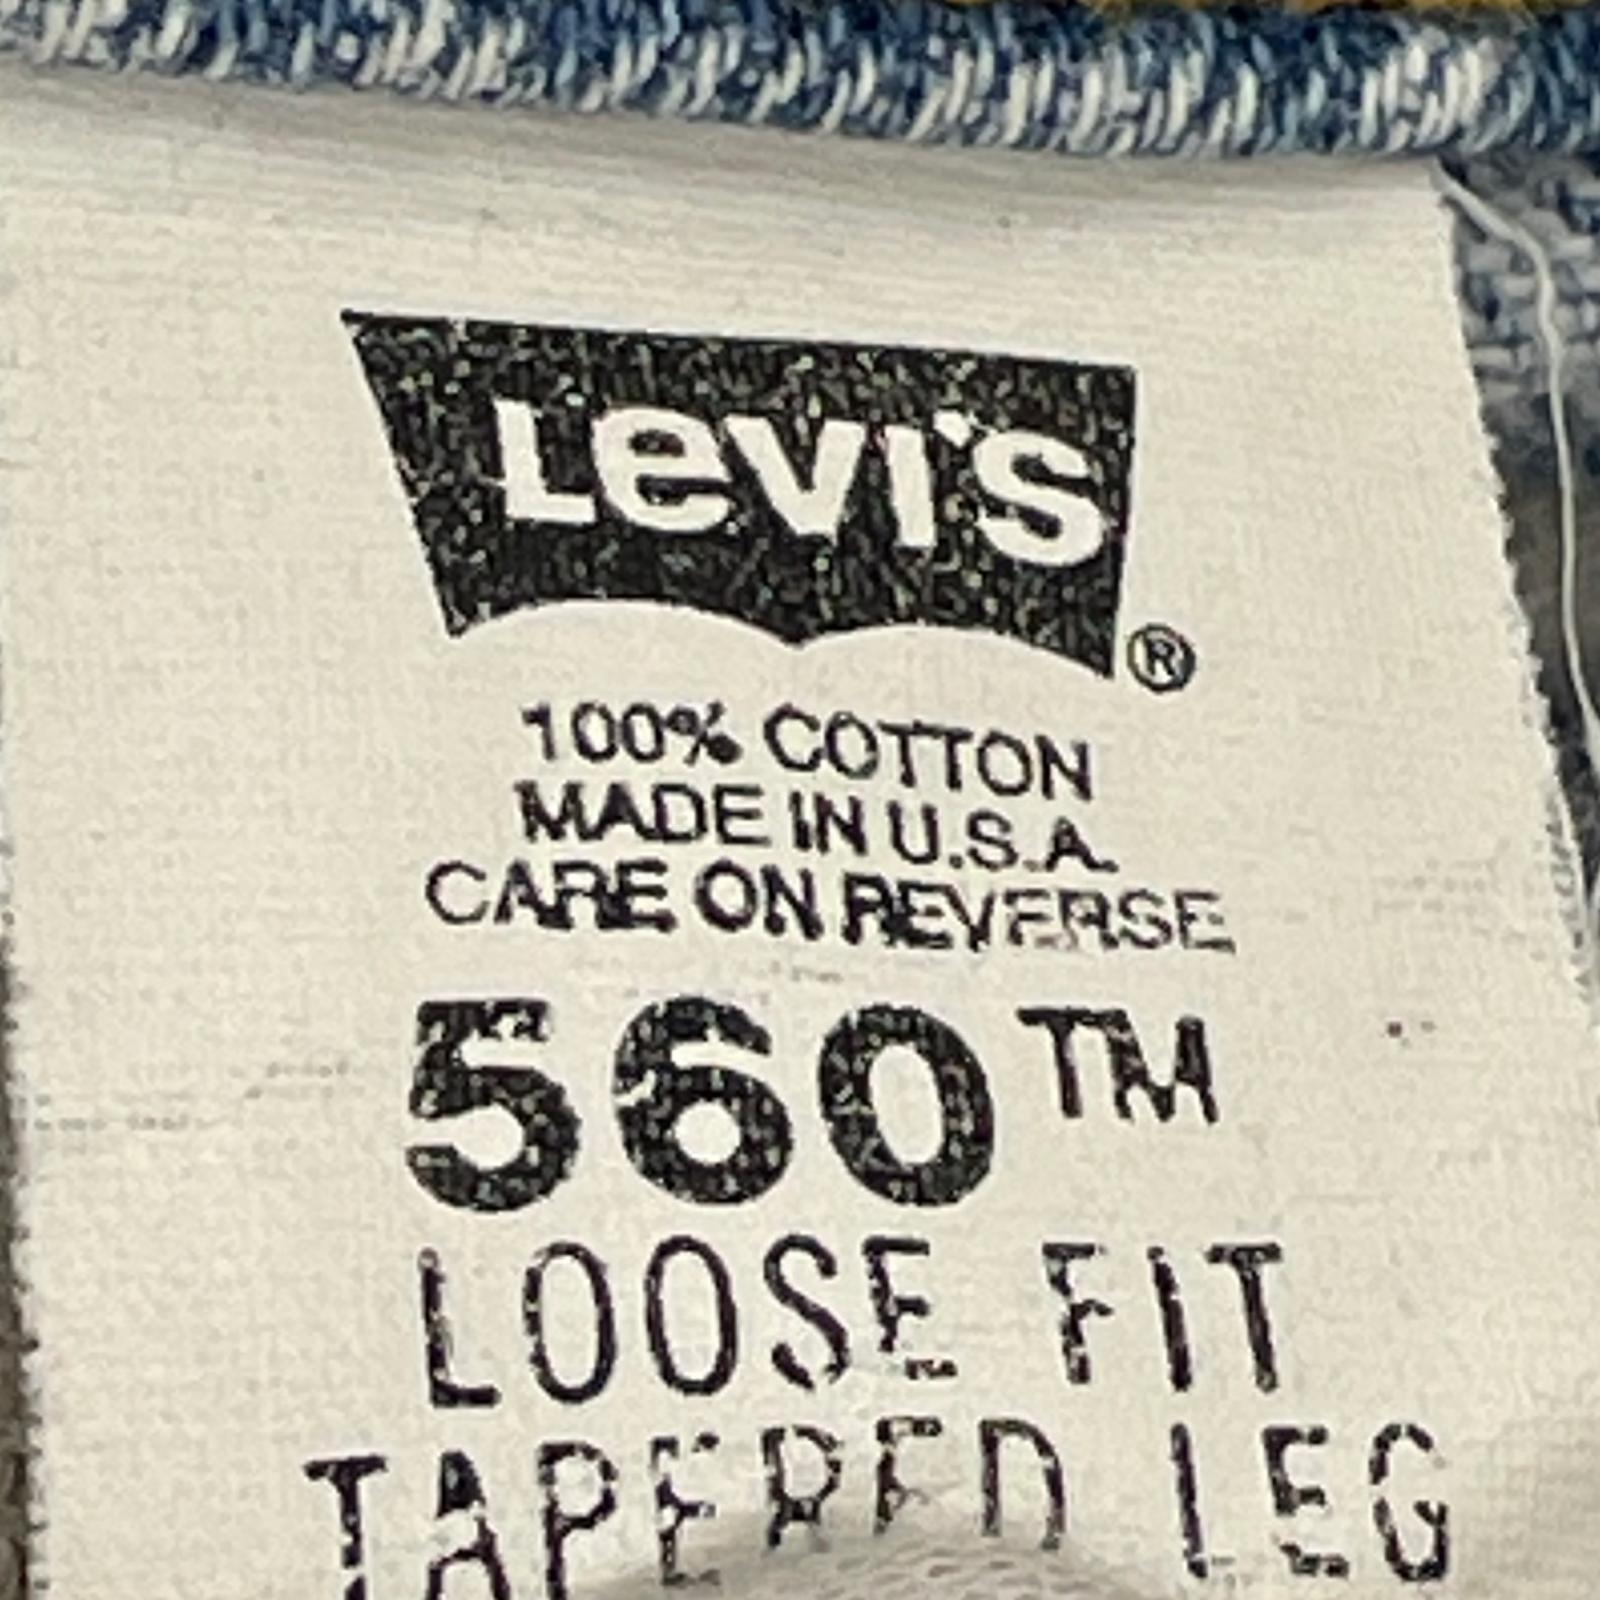 Levi's ®
100% COTTON
MADE IN U.S.A.
CARE ON REVERSE
560™
LOOSE FIT
TAPERED LEG